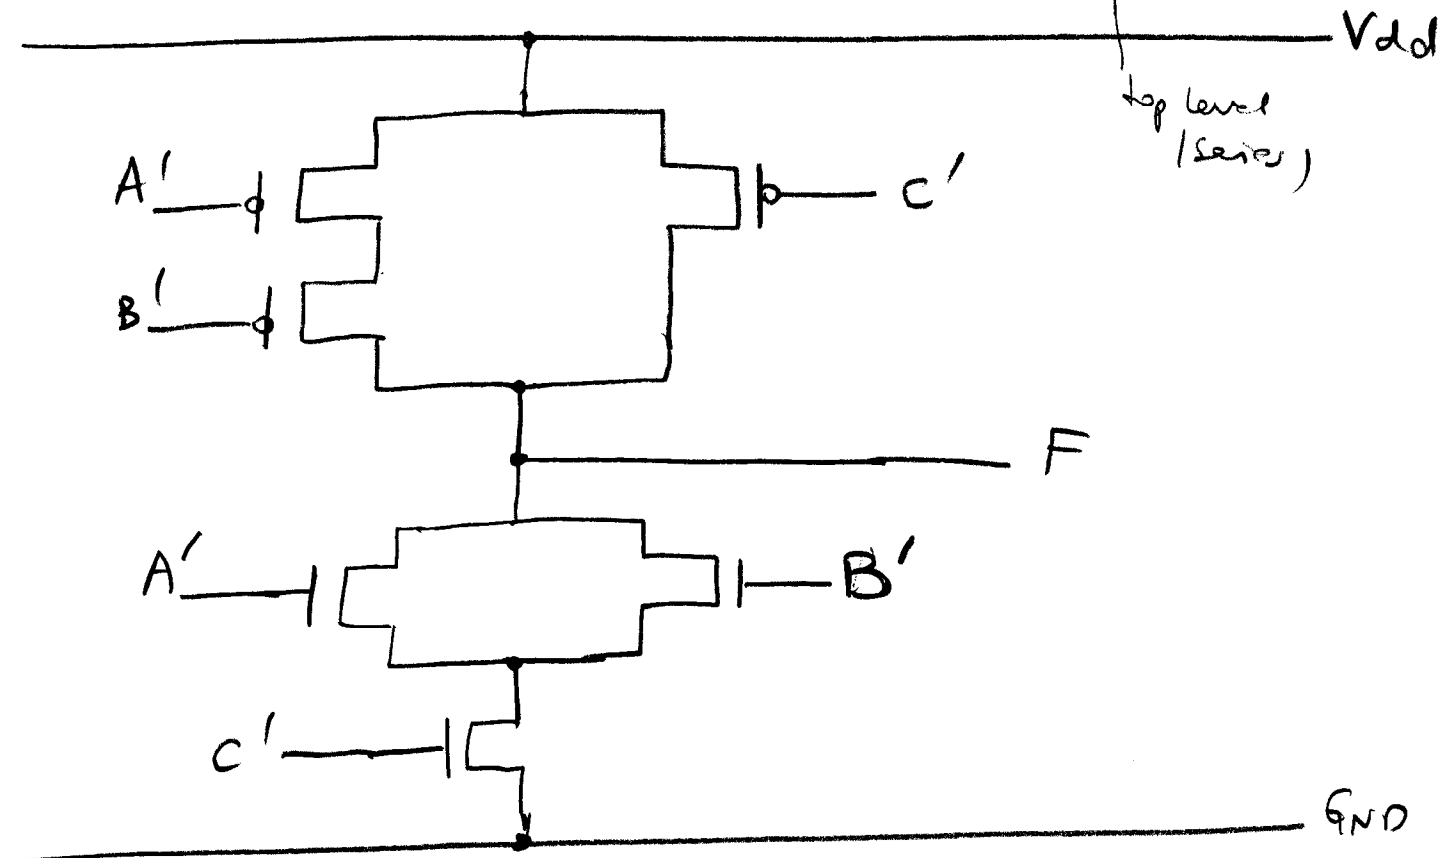 Vdd
top level
(series)
A'
C'
B'
F
A'
B'
C'
GND